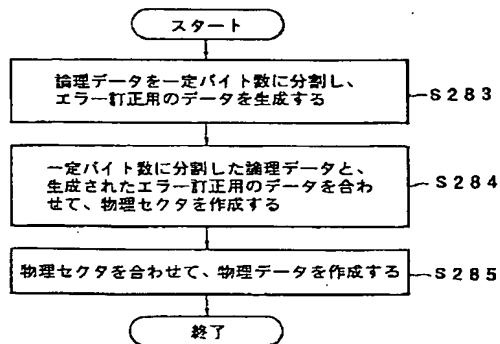 スタート
論理データを一定バイト数に分割し、
エラー訂正用のデータを生成する
S283
一定バイト数に分割した論理データと、
生成されたエラー訂正用のデータを合わ
せて、物理セクタを作成する
S284
物理セクタを合わせて、物理データを作成する
S285
終了